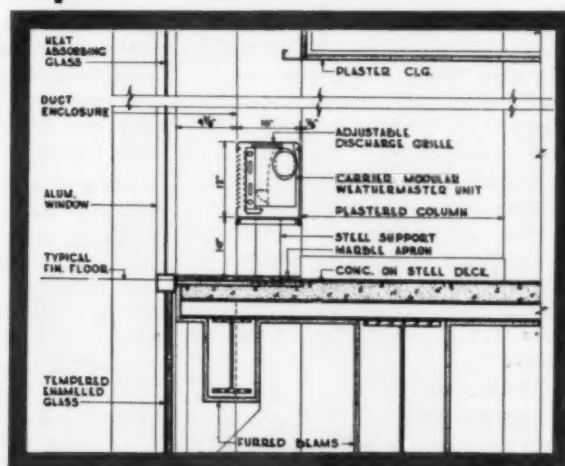 HEAT
ABSORBING
GLASS
PLASTER CLG.
DUCT
ENCLOSURE
10"
ADJUSTABLE
DISCHARGE GRILLE
CARRIER MODULAR
WEATHERMASTER UNIT
ALUM.
WINDOW
PLASTERED COLUMN
STEEL SUPPORT
MARBLE APRON
TYPICAL
FIN. FLOOR
CONC. ON STEEL DECK
TEMPERED
ENAMELLED
GLASS
FURRED BEAMS